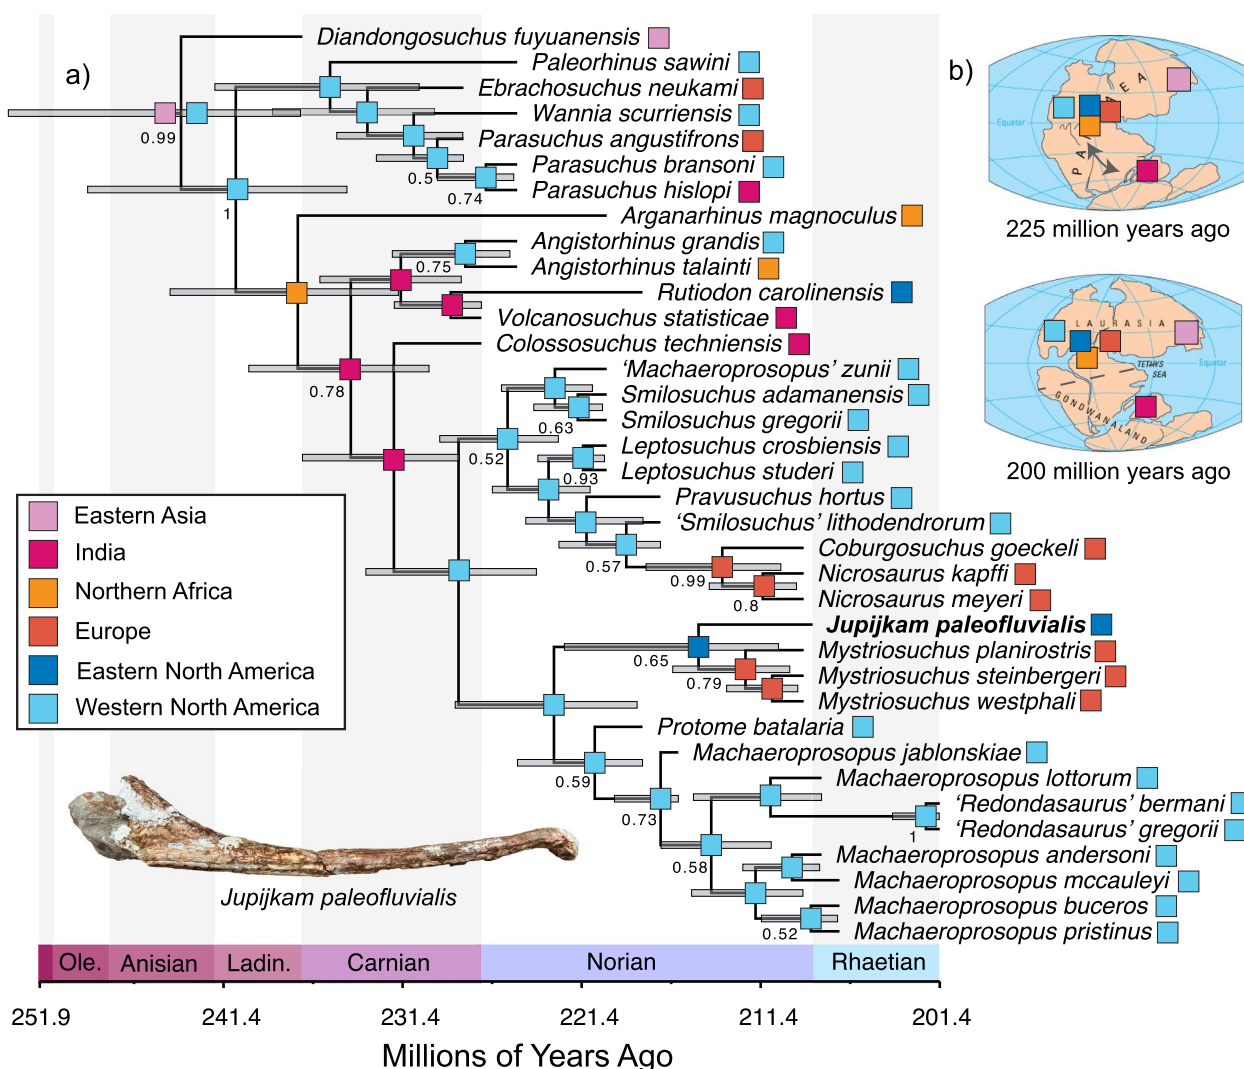 a)
Diandongosuchus fuyuanensis
Paleorhinus sawini
Ebrachosuchus neukami
Wannia scurriensis
Parasuchus angustifrons
Parasuchus bransoni
Parasuchus hislopi
Arganarhinus magnoculus
Angistorhinus grandis
Angistorhinus talainti
Rutiodon carolinensis
Volcanosuchus statisticae
Colossosuchus techniensis
‘Machaeroprosopus’ zunii
Smilosuchus adamanensis
Smilosuchus gregorii
Leptosuchus crosbiensis
Leptosuchus studeri
Pravusuchus hortus
‘Smilosuchus’ lithodendrorum
Coburgosuchus goeckeli
Nicrosaurus kapffi
Nicrosaurus meyeri
Jupijkam paleofluvialis
Mystriosuchus planirostris
Mystriosuchus steinbergeri
Mystriosuchus westphali
Protome batalaria
Machaeroprosopus jablonskiae
Machaeroprosopus lottorum
‘Redondasaurus’ bermani
‘Redondasaurus’ gregorii
Machaeroprosopus andersoni
Machaeroprosopus mccauleyi
Machaeroprosopus buceros
Machaeroprosopus pristinus
0.99
1
0.5
0.74
0.75
0.78
0.63
0.52
0.93
0.57
0.99
0.8
0.65
0.79
0.59
0.73
1
0.58
0.52
Eastern Asia
India
Northern Africa
Europe
Eastern North America
Western North America
Jupijkam paleofluvialis
Ole. Anisian Ladin. Carnian Norian Rhaetian
251.9 241.4 231.4 221.4 211.4 201.4
Millions of Years Ago
b)
Equator
225 million years ago
LAURASIA
TETHYS
SEA
Equator
GONDWANALAND
200 million years ago